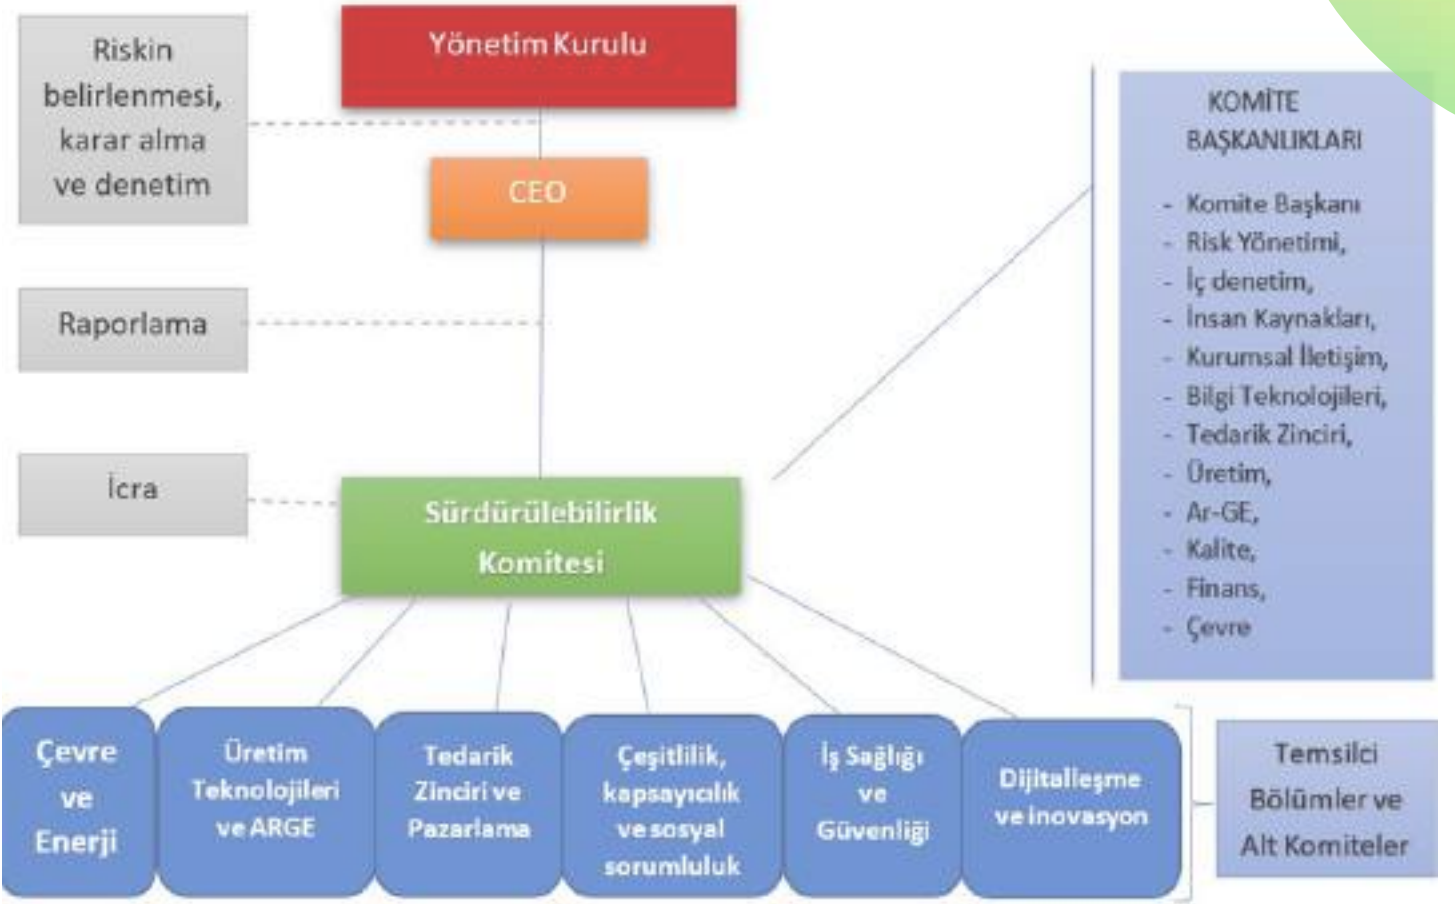 Riskin
belirlenmesi,
karar alma
ve denetim
Yönetim Kurulu
CEO
Raporlama
İcra
Sürdürülebilirlik
Komitesi
KOMİTE
BAŞKANLIKLARI
- Komite Başkanı
- Risk Yönetimi,
- İç denetim,
- İnsan Kaynakları,
- Kurumsal İletişim,
- Bilgi Teknolojileri,
- Tedarik Zinciri,
- Üretim,
- Ar-GE,
- Kalite,
- Finans,
- Çevre
Çevre
ve
Enerji
Üretim
Teknolojileri
ve ARGE
Tedarik
Zinciri ve
Pazarlama
Çeşitlilik,
kapsayıcılık
ve sosyal
sorumluluk
İş Sağlığı
ve
Güvenliği
Dijitalleşme
ve inovasyon
Temsilci
Bölümler ve
Alt Komiteler